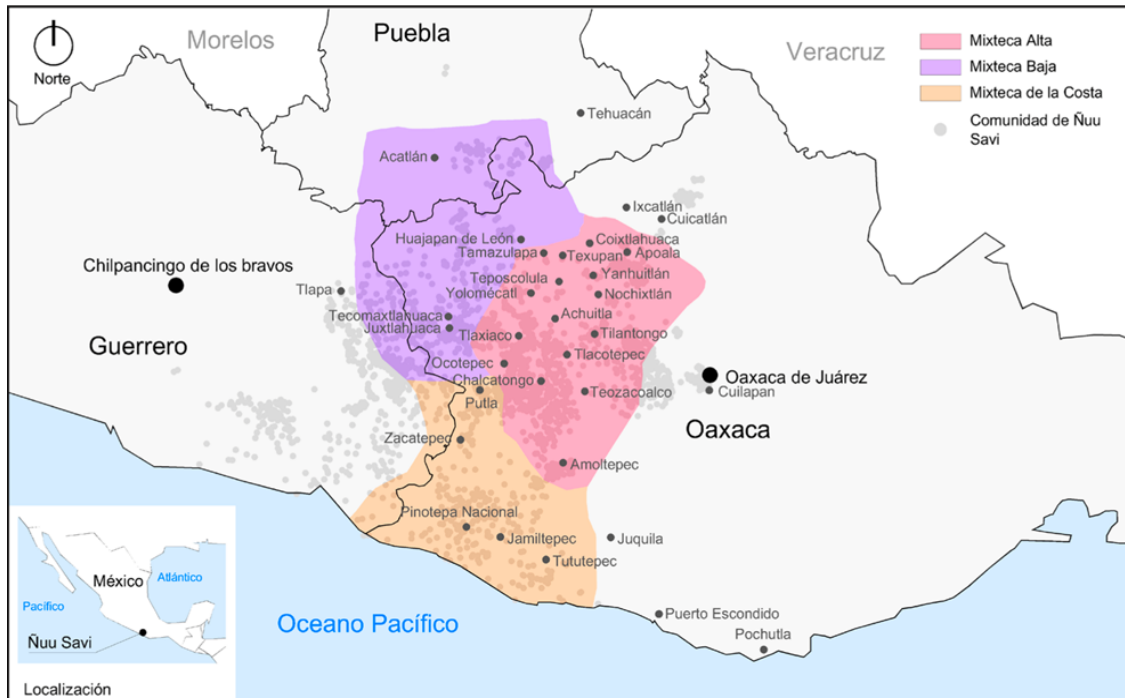 Morelos
Puebla
Veracruz
Norte
Mixteca Alta
Mixteca Baja
Mixteca de la Costa
Comunidad de Ñuu
Savi
Tehuacán
Acatlán
Ixcatlán
Cuicatlán
Huajapan de León
Coixtlahuaca
Tamazulapa
Texupan
Apoala
Chilpancingo de los bravos
Teposcolula
Yanhuitlán
Tlapa
Yolomécatl
Nochixtlán
Tecomaxtlahuaca
Achuitla
Juxtlahuaca
Tlaxiaco
Tilantongo
Guerrero
Ocotepec
Tlacotepec
Chalcatongo
Oaxaca de Juárez
Putla
Teozacoalco
Cuilapan
Oaxaca
Zacatepec
Amoltepec
Pinotepa Nacional
Jamiltepec
Juquila
Tututepec
México
Atlántico
Pacífico
Oceano Pacífico
Puerto Escondido
Ñuu Savi
Pochutla
Localización